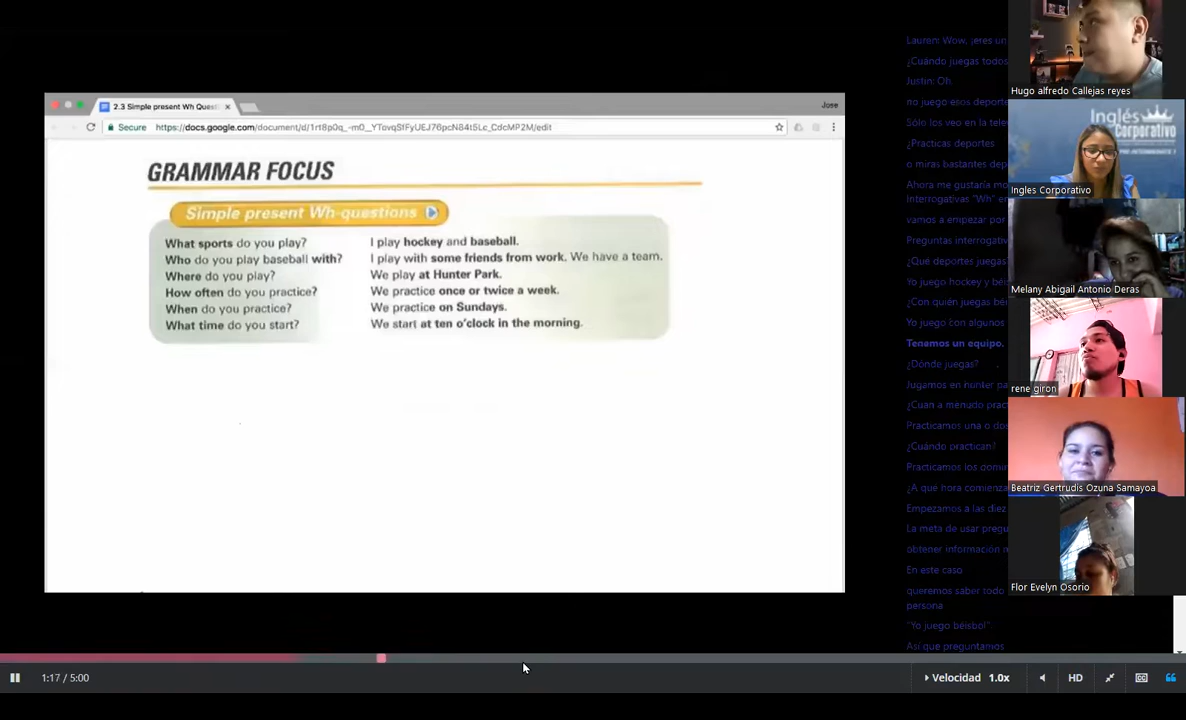 2.3 Simple present Wh Ques
Jose
Secure
https://docs.google.com/document/d/
/edit
GRAMMAR FOCUS
Simple present Wh-questions
What sports do you play? I play hockey and baseball.
Who do you play baseball with? I play with some friends from work. We have a team.
Where do you play? We play at Hunter Park.
How often do you practice? We practice once or twice a week.
When do you practice? We practice on Sundays.
What time do you start? We start at ten o'clock in the morning.
Lauren: Wow, ¡eres un
¿Cuándo juegas todos
Justin: Oh,
no juego esos deporte
Sólo los veo en la tele
¿Prácticas deportes
o miras bastantes dep
Ahora me gustaría mo
Interrogativas "Wh" en
vamos a empezar por
Preguntas interrogativ
¿Qué deportes juegas
Yo juego hockey y béis
¿Con quién juegas béi
Yo juego con algunos
Tenemos un equipo.
¿Dónde juegas?
Jugamos en hunter pa
¿Cuan a menudo prac
Practicamos una o dos
¿Cuándo practican?
Practicamos los domin
¿A qué hora comienza
Empezamos a las diez
La meta de usar pregu
obtener información m
En este caso
queremos saber todo
persona
"Yo juego béisbol".
Así que preguntamos
Hugo alfredo Callejas reyes
Inglés
Corporativo
PRE-INTERMEDIATE 1
Ingles Corporativo
Melany Abigail Antonio Deras
rene giron
Beatriz Gertrudis Ozuna Samayoa
Flor Evelyn Osorio
1:17 / 5:00
Velocidad 1.0x
HD
CC